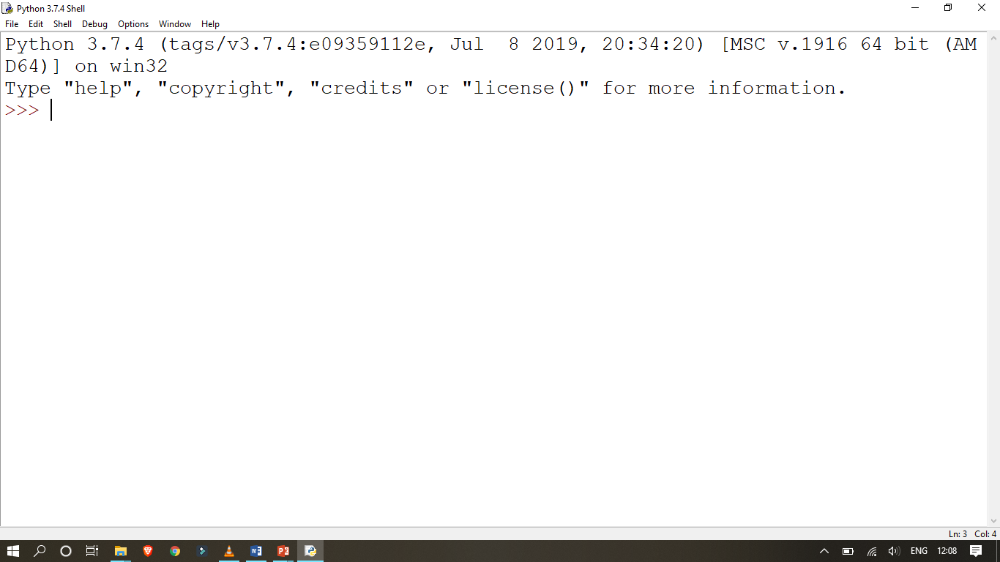 Python 3.7.4 Shell
File Edit Shell Debug Options Window Help
Python 3.7.4 (tags/v3.7.4:e09359112e, Jul  8 2019, 20:34:20) [MSC v.1916 64 bit (AM
D64)] on win32
Type "help", "copyright", "credits" or "license()" for more information.
>>>
Ln: 3 Col: 4
ENG 12:08